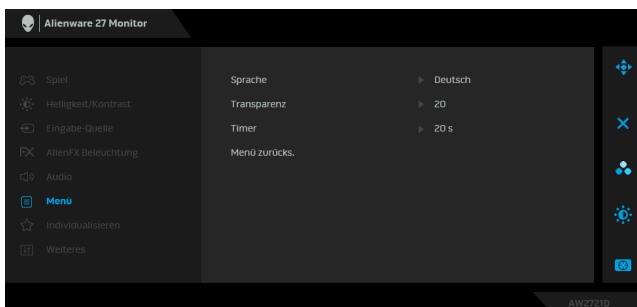 Alienware 27 Monitor
Spiel
Helligkeit/Kontrast
Eingabe-Quelle
AlienFX Beleuchtung
Audio
Menü
Individualisieren
Weiteres
Sprache Deutsch
Transparenz 20
Timer 20 s
Menü zurücks.
AW2721D